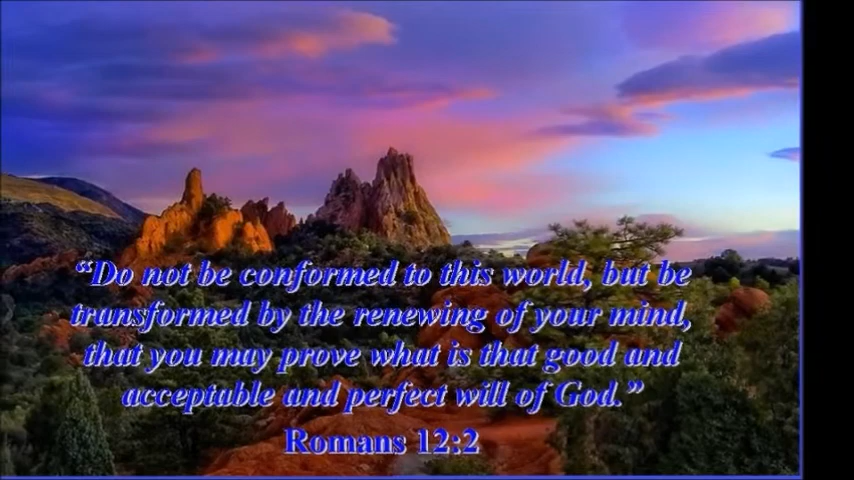 “Do not be conformed to this world, but be
transformed by the renewing of your mind,
that you may prove what is that good and
acceptable and perfect will of God.”
Romans 12:2